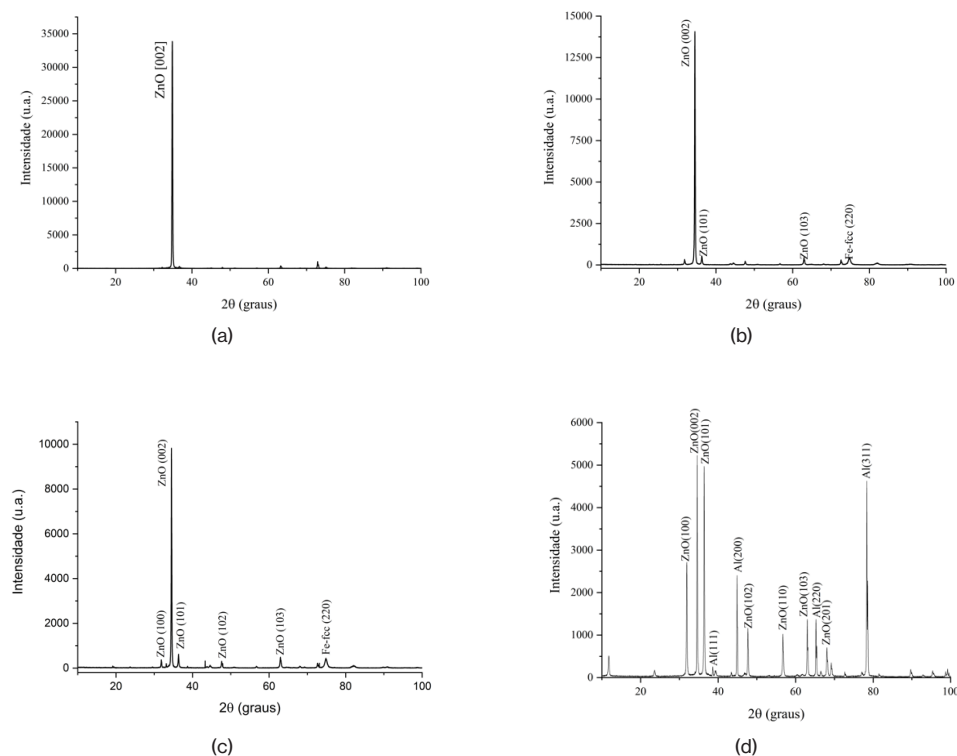 35000
30000
25000
20000
15000
10000
5000
0
Intensidade (u.a.)
ZnO [002]
20 40 60 80 100
2θ (graus)
(a)
15000
12500
10000
7500
5000
2500
0
Intensidade (u.a.)
ZnO (002)
ZnO (101)
ZnO (103)
Fe-fcc (220)
20 40 60 80 100
2θ (graus)
(b)
10000
8000
6000
4000
2000
0
Intensidade (u.a.)
ZnO (002)
ZnO (100)
ZnO (101)
ZnO (102)
ZnO (103)
Fe-fcc (220)
20 40 60 80 100
2θ (graus)
(c)
6000
5000
4000
3000
2000
1000
0
Intensidade (u.a.)
ZnO(100)
ZnO(002)
ZnO(101)
Al(111)
Al(200)
ZnO(102)
ZnO(110)
ZnO(103)
Al(220)
ZnO(201)
Al(311)
20 40 60 80 100
2θ (graus)
(d)